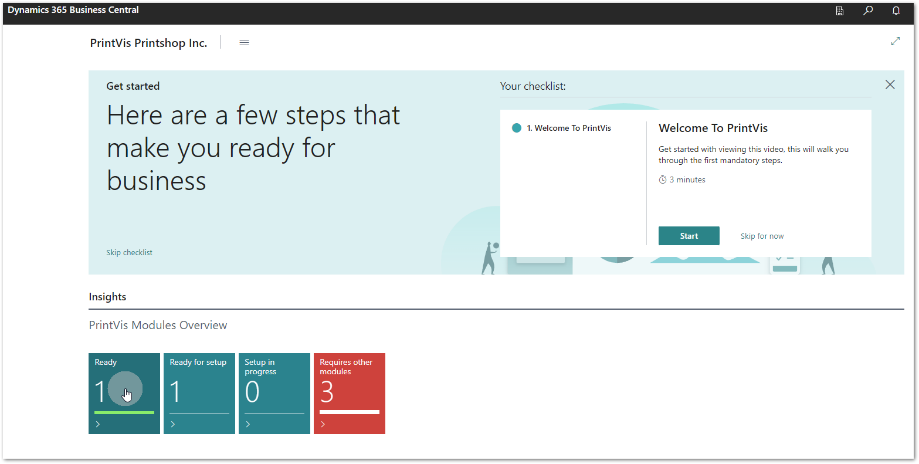 Dynamics 365 Business Central
PrintVis Printshop Inc.
Get started
Here are a few steps that
make you ready for
business
Skip checklist
Your checklist:
1. Welcome To PrintVis
Welcome To PrintVis
Get started with viewing this video, this will walk you
through the first mandatory steps.
3 minutes
Start
Skip for now
Insights
PrintVis Modules Overview
Ready
1
Ready for setup
1
Setup in
progress
0
Requires other
modules
3